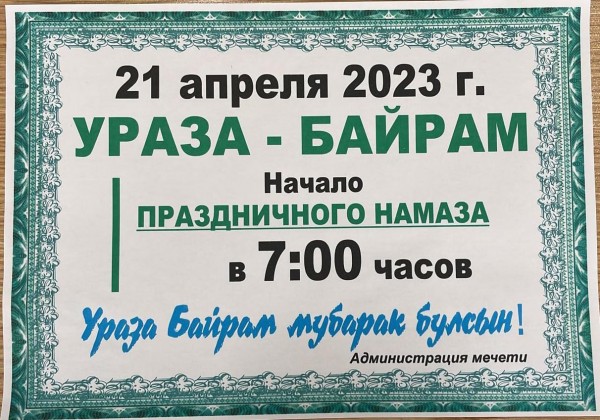 21 апреля 2023 г.
УРАЗА - БАЙРАМ
Начало
ПРАЗДНИЧНОГО НАМАЗА
в 7:00 часов
Ураза Байрам мубарак булсын!
Администрация мечети